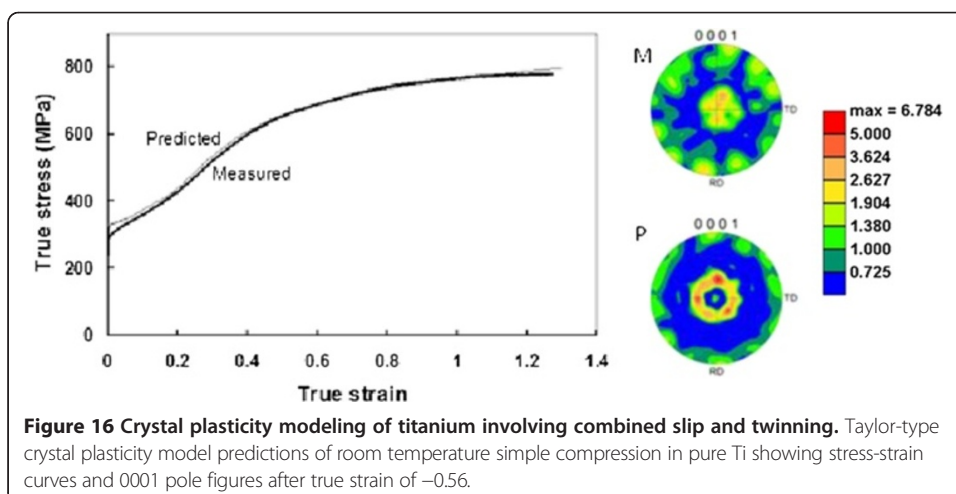 800
600
400
200
0
True stress (MPa)
Predicted
Measured
0
0.2
0.4
0.6
0.8
1
1.2
1.4
True strain
M
0001
TD
RD
P
0001
TD
RD
max = 6.784
5.000
3.624
2.627
1.904
1.380
1.000
0.725
Figure 16 Crystal plasticity modeling of titanium involving combined slip and twinning. Taylor-type
crystal plasticity model predictions of room temperature simple compression in pure Ti showing stress-strain
curves and 0001 pole figures after true strain of −0.56.